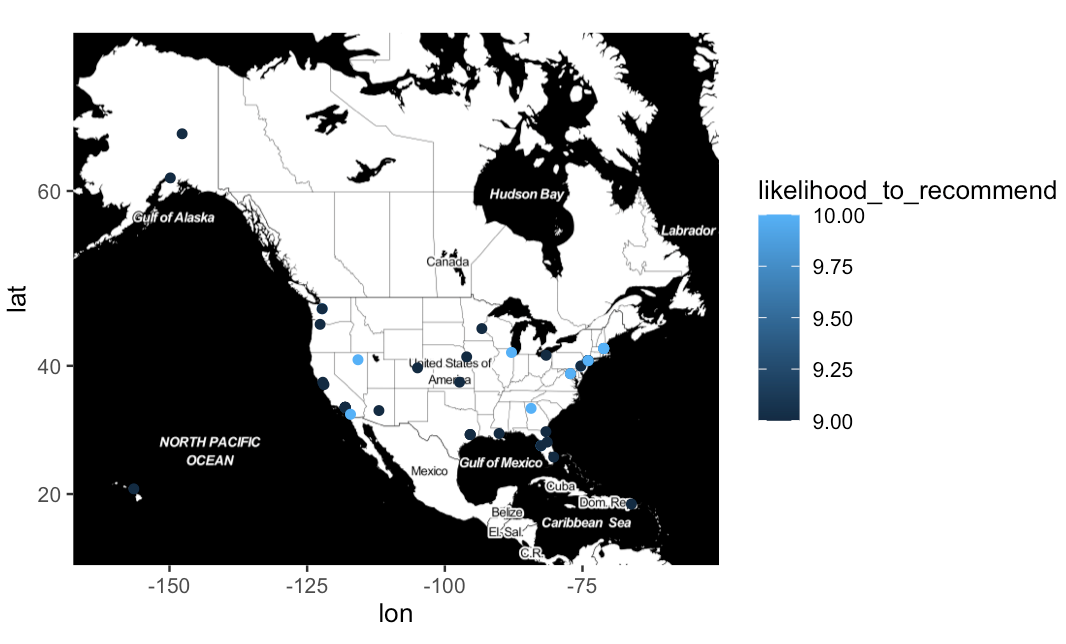 60
40
20
lat
-150
-125
-100
-75
lon
Gulf of Alaska
Hudson Bay
Labrador
Canada
United States of
America
NORTH PACIFIC
OCEAN
Mexico
Gulf of Mexico
Cuba
Dom. Re
Belize
El. Sal.
Caribbean Sea
C.R.
likelihood_to_recommend
10.00
9.75
9.50
9.25
9.00